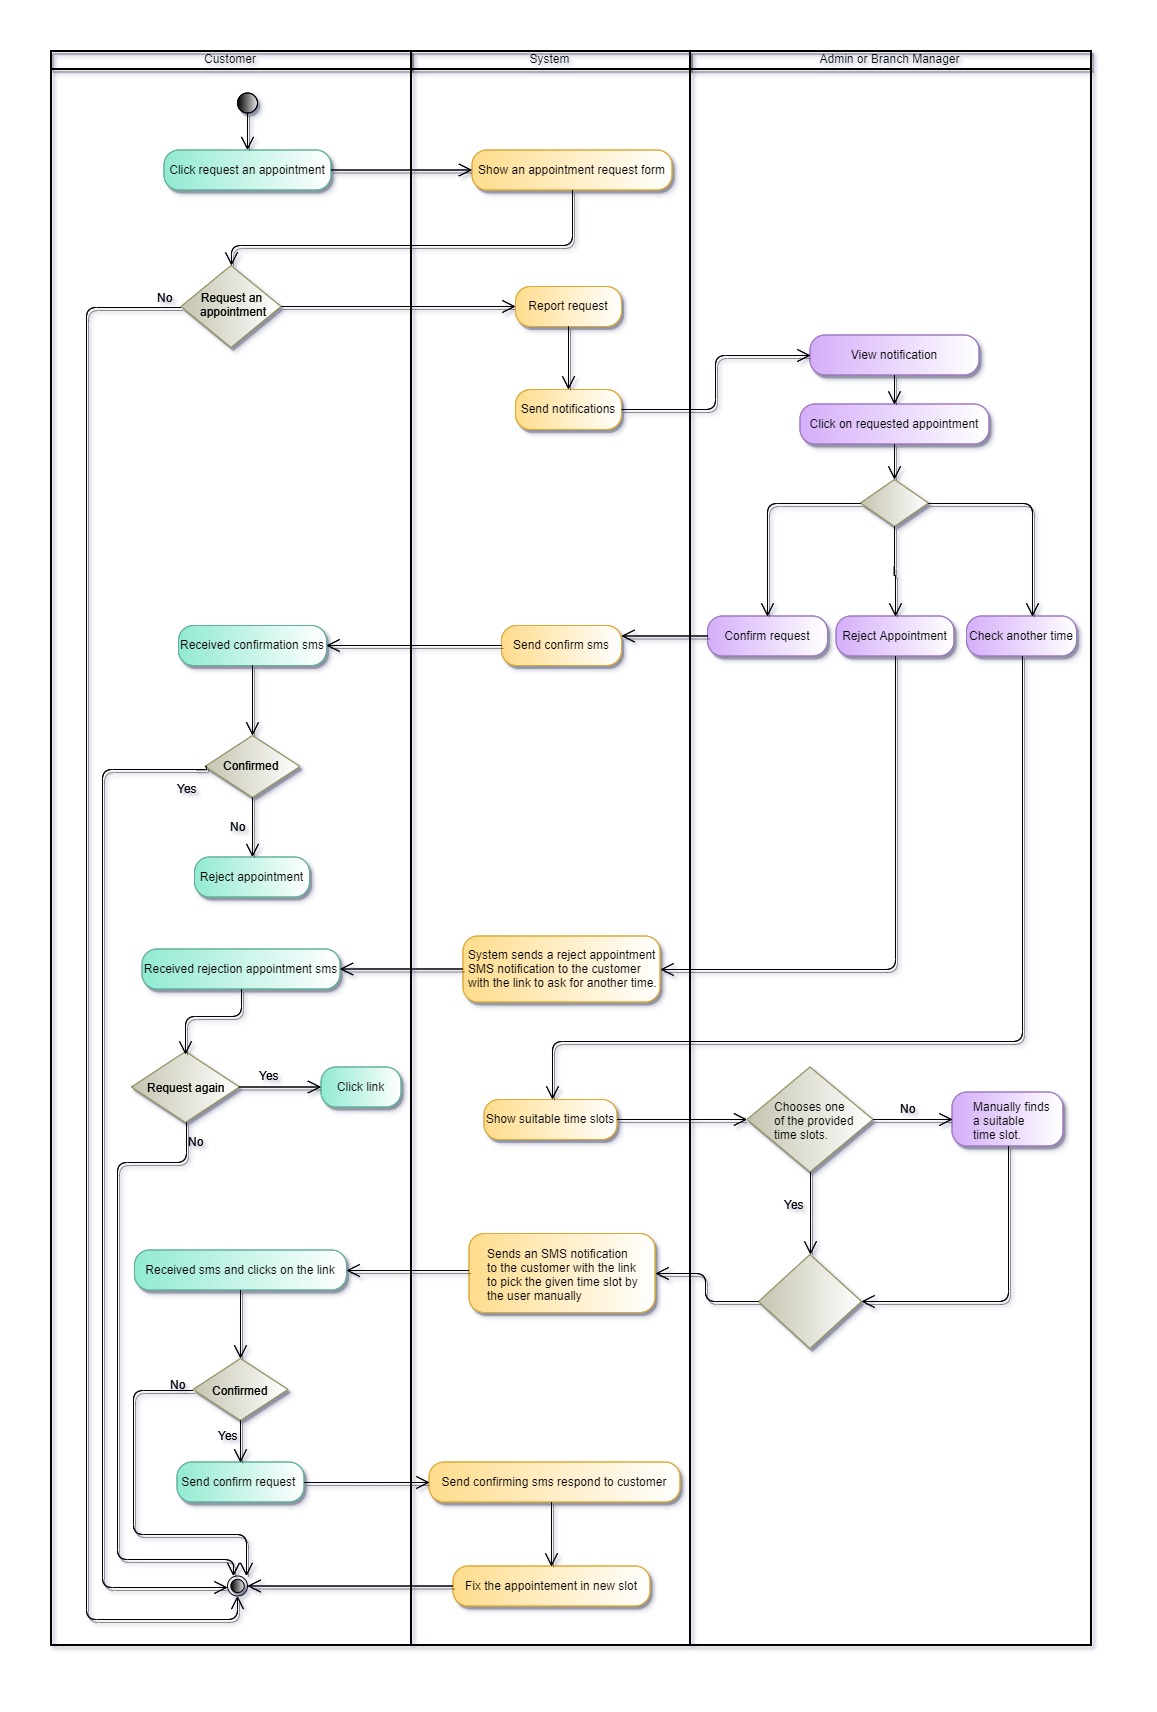 Customer
System
Admin or Branch Manager
Click request an appointment
Show an appointment request form
No
Request an
appointment
Report request
View notification
Send notifications
Click on requested appointment
Confirm request
Reject Appointment
Check another time
Send confirm sms
Received confirmation sms
Confirmed
Yes
No
Reject appointment
System sends a reject appointment
SMS notification to the customer
with the link to ask for another time.
Received rejection appointment sms
Request again
Yes
Click link
No
Show suitable time slots
Chooses one
of the provided
time slots.
No
Manually finds
a suitable
time slot.
Yes
Sends an SMS notification
to the customer with the link
to pick the given time slot by
the user manually
Received sms and clicks on the link
No
Confirmed
Yes
Send confirm request
Send confirming sms respond to customer
Fix the appointement in new slot